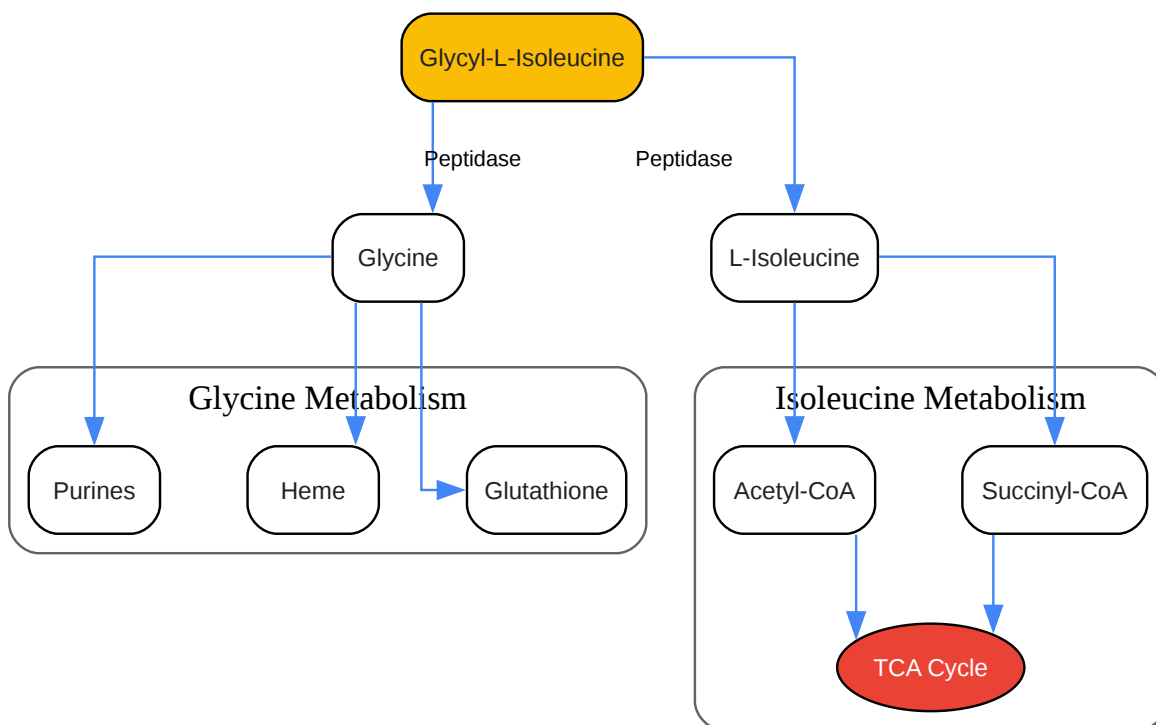 Glycyl-L-Isoleucine
Peptidase
Peptidase
Glycine
L-Isoleucine
Glycine Metabolism
Isoleucine Metabolism
Purines
Heme
Glutathione
Acetyl-CoA
Succinyl-CoA
TCA Cycle